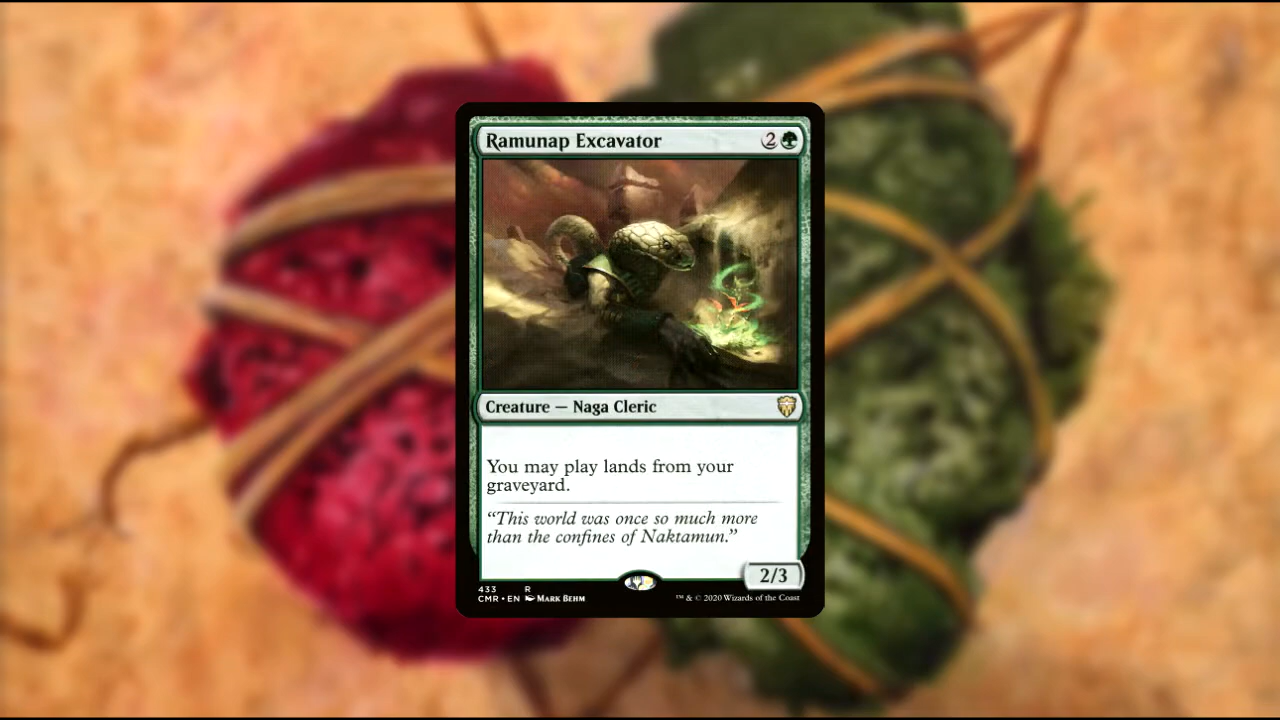 Ramunap Excavator 2
Creature — Naga Cleric
You may play lands from your
graveyard.
“This world was once so much more
than the confines of Naktamun.”
2/3
433 R
CMR • EN Mark Behm
™ & © 2020 Wizards of the Coast